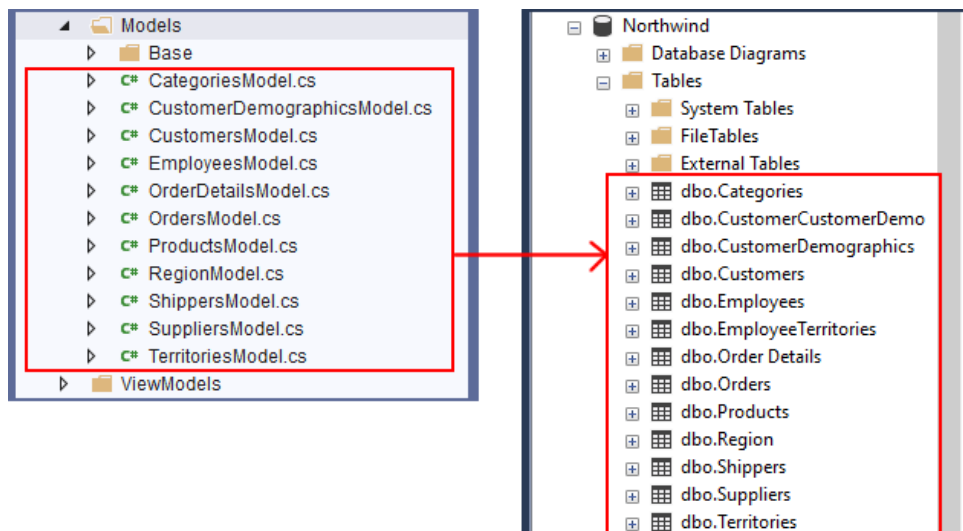 Models
Base
C# CategoriesModel.cs
C# CustomerDemographicsModel.cs
C# CustomersModel.cs
C# EmployeesModel.cs
C# OrderDetailsModel.cs
C# OrdersModel.cs
C# ProductsModel.cs
C# RegionModel.cs
C# ShippersModel.cs
C# SuppliersModel.cs
C# TerritoriesModel.cs
ViewModels
Northwind
Database Diagrams
Tables
System Tables
FileTables
External Tables
dbo.Categories
dbo.CustomerCustomerDemo
dbo.CustomerDemographics
dbo.Customers
dbo.Employees
dbo.EmployeeTerritories
dbo.Order Details
dbo.Orders
dbo.Products
dbo.Region
dbo.Shippers
dbo.Suppliers
dbo.Territories